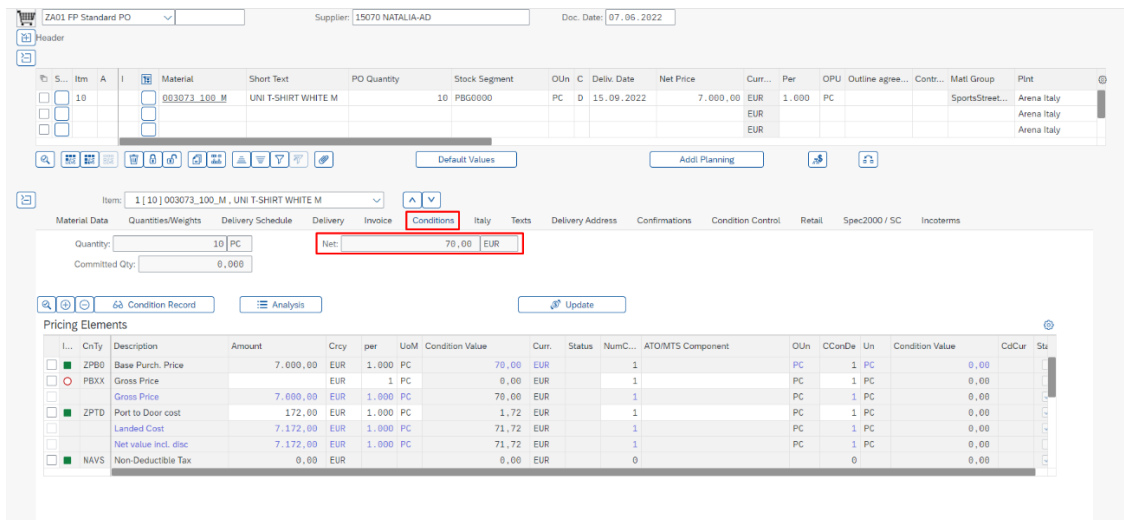 ZA01 FP Standard PO Supplier: 15070 NATALIA-AD Doc. Date: 07.06.2022
Header
S... Itm A I Material Short Text PO Quantity Stock Segment OUn C Deliv. Date Net Price Curr... Per OPU Outline agree... Contr... Matl Group Plnt
10 003073_100_M UNI T-SHIRT WHITE M 10 PBG0000 PC D 15.09.2022 7.000,00 EUR 1.000 PC SportsStreet... Arena Italy
EUR Arena Italy
EUR Arena Italy
Default Values Addl Planning
Item: 1 [ 10 ] 003073_100_M , UNI T-SHIRT WHITE M
Material Data Quantities/Weights Delivery Schedule Delivery Invoice Conditions Italy Texts Delivery Address Confirmations Condition Control Retail Spec2000 / SC Incoterms
Quantity: 10 PC Net: 70,00 EUR
Committed Qty: 0,000
Condition Record Analysis Update
Pricing Elements
I... CnTy Description Amount Crcy per UoM Condition Value Curr. Status NumC... ATO/MTS Component OUn CConDe Un Condition Value CdCur Sta
ZPB0 Base Purch. Price 7.000,00 EUR 1.000 PC 70,00 EUR 1 PC 1 PC 0,00
PBXX Gross Price EUR 1 PC 0,00 EUR 1 PC 1 PC 0,00
Gross Price 7.000,00 EUR 1.000 PC 70,00 EUR 1 PC 1 PC 0,00
ZPTD Port to Door cost 172,00 EUR 1.000 PC 1,72 EUR 1 PC 1 PC 0,00
Landed Cost 7.172,00 EUR 1.000 PC 71,72 EUR 1 PC 1 PC 0,00
Net value incl. disc 7.172,00 EUR 1.000 PC 71,72 EUR 1 PC 1 PC 0,00
NAVS Non-Deductible Tax 0,00 EUR 0,00 EUR 0 0 0,00